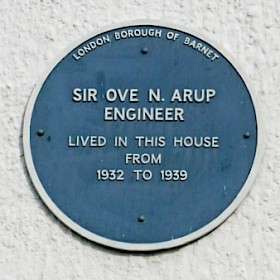 LONDON BOROUGH OF BARNET
SIR OVE N. ARUP
ENGINEER
LIVED IN THIS HOUSE
FROM
1932 TO 1939